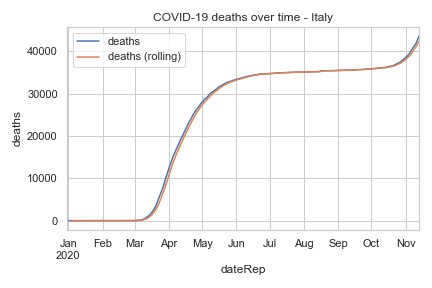 COVID-19 deaths over time - Italy
deaths
deaths (rolling)
deaths
40000
30000
20000
10000
0
Jan Feb Mar Apr May Jun Jul Aug Sep Oct Nov
2020
dateRep